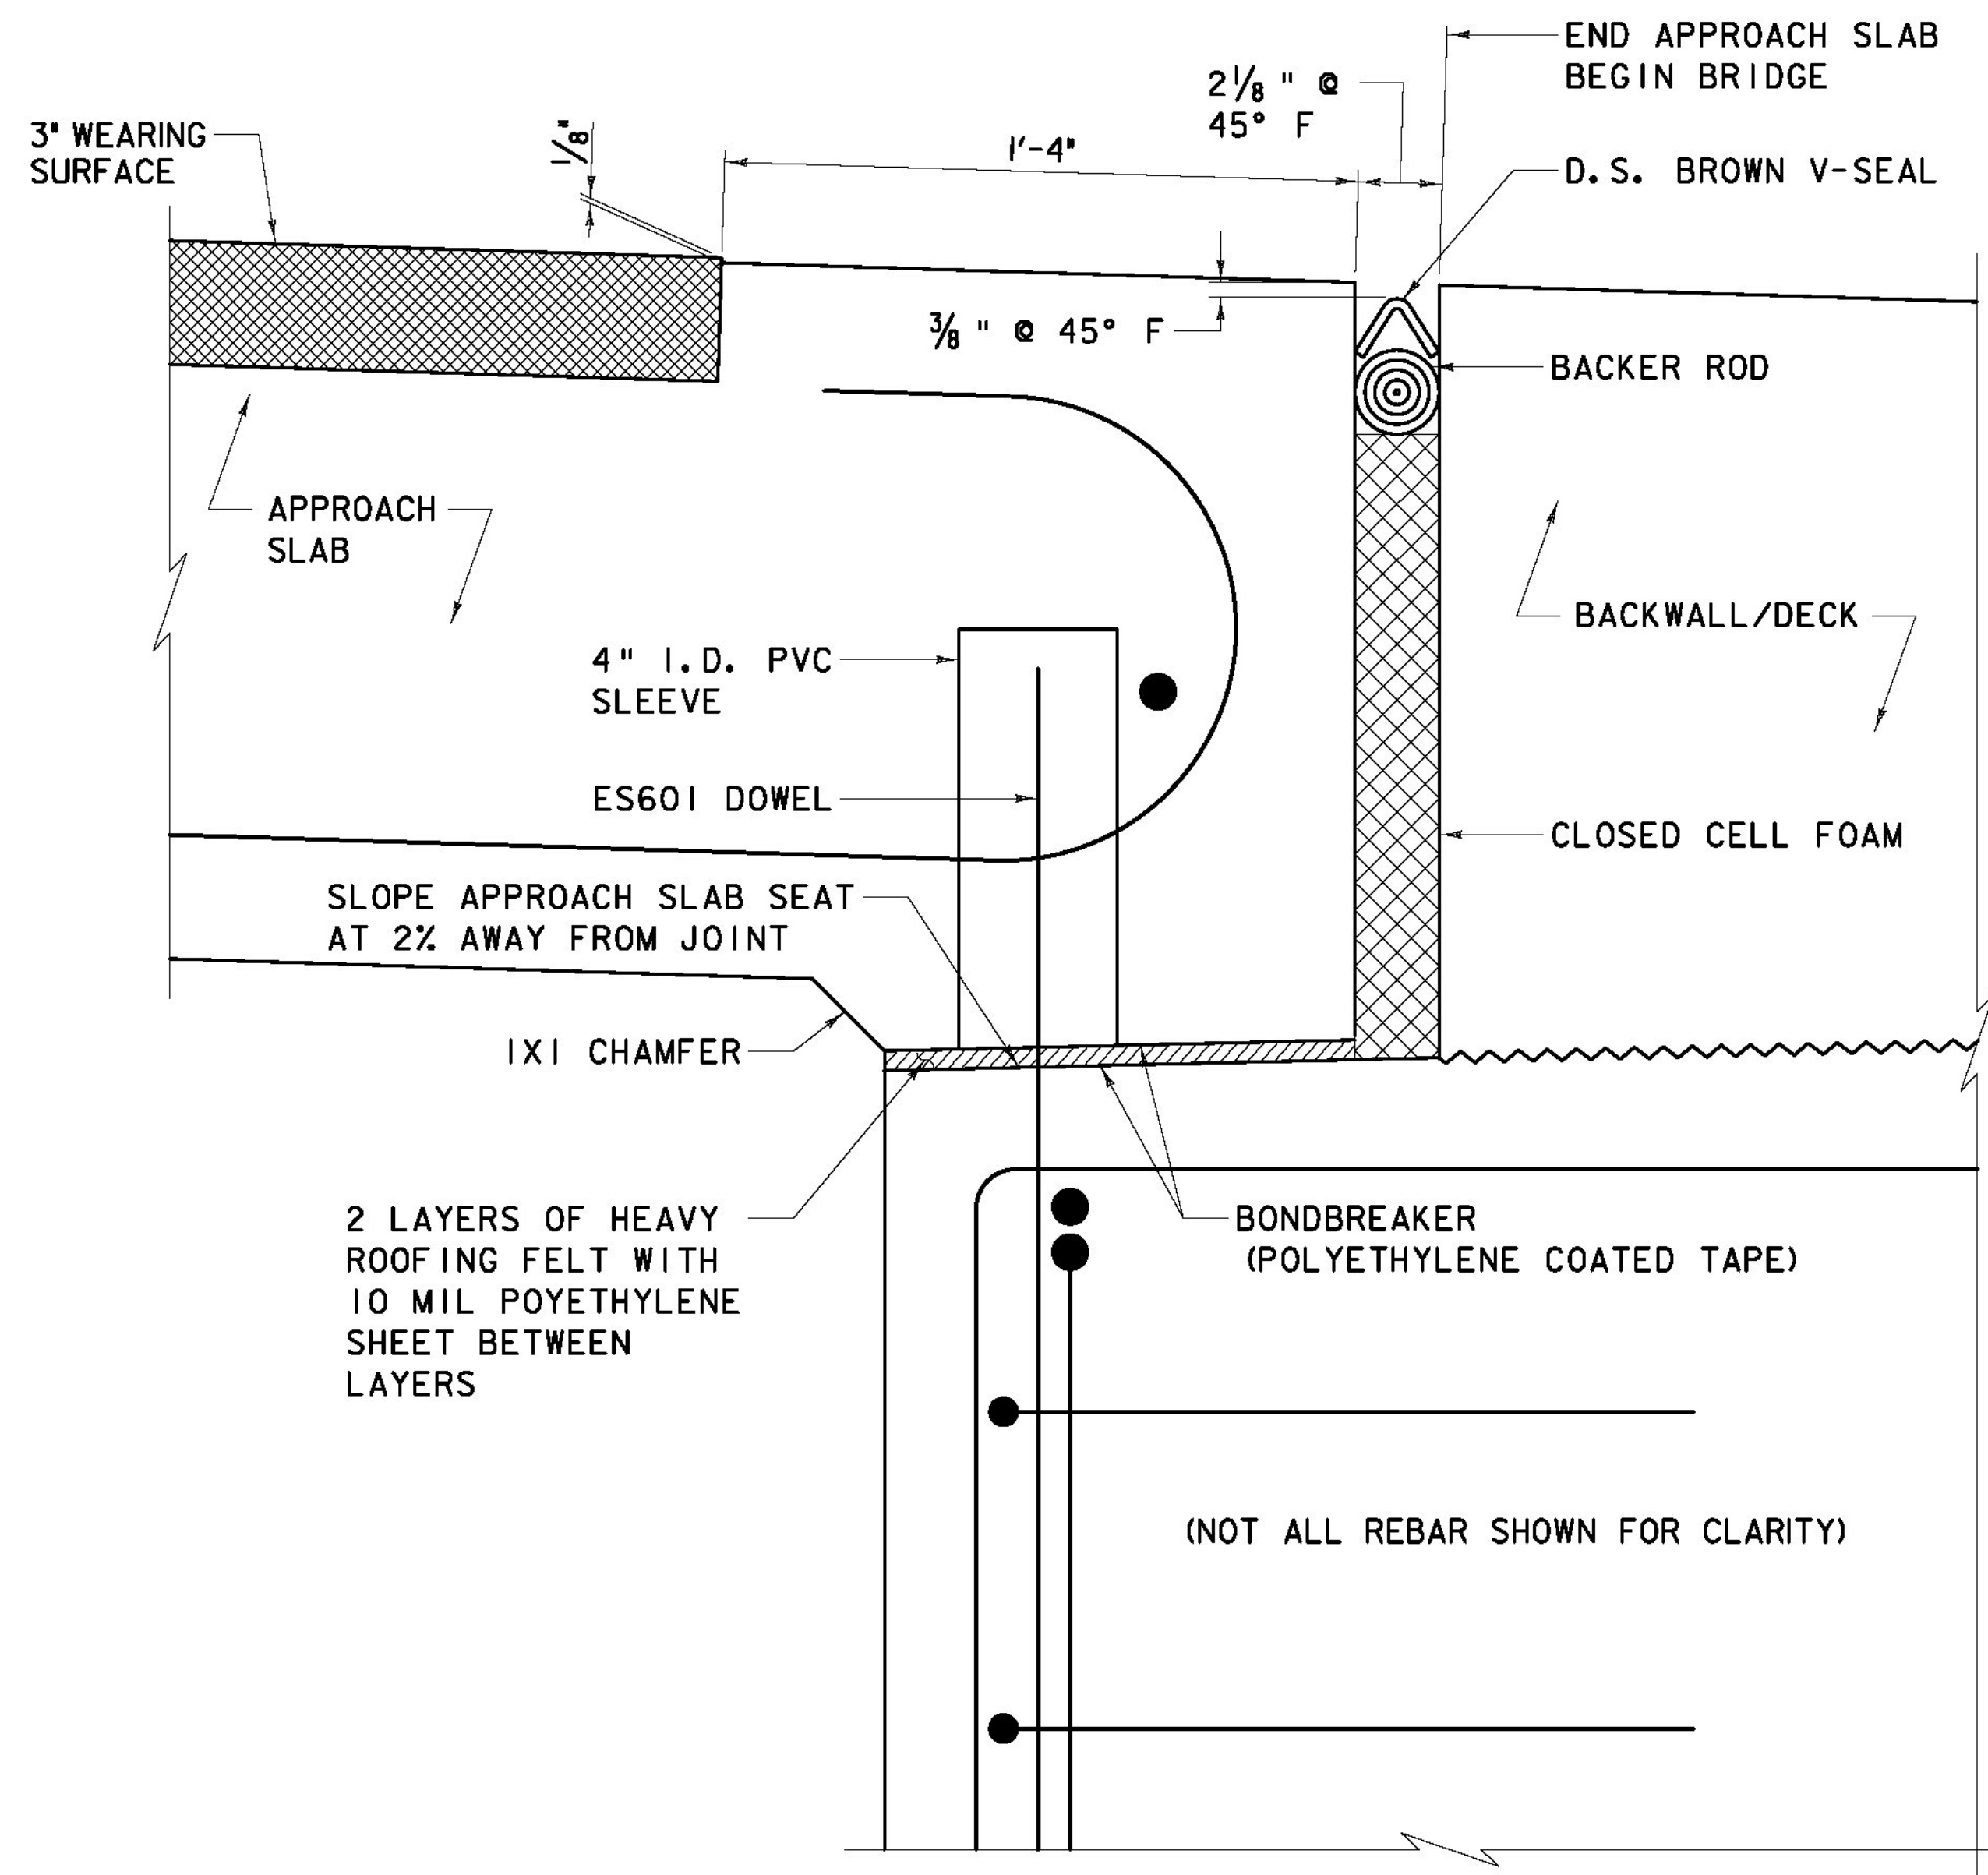 END APPROACH SLAB
BEGIN BRIDGE
2 1/8 " @
45° F
3" WEARING
SURFACE
1/8"
1'-4"
D.S. BROWN V-SEAL
3/8 " @ 45° F
BACKER ROD
APPROACH
SLAB
BACKWALL/DECK
4" I.D. PVC
SLEEVE
ES601 DOWEL
CLOSED CELL FOAM
SLOPE APPROACH SLAB SEAT
AT 2% AWAY FROM JOINT
1X1 CHAMFER
2 LAYERS OF HEAVY
ROOFING FELT WITH
10 MIL POYETHYLENE
SHEET BETWEEN
LAYERS
BONDBREAKER
(POLYETHYLENE COATED TAPE)
(NOT ALL REBAR SHOWN FOR CLARITY)